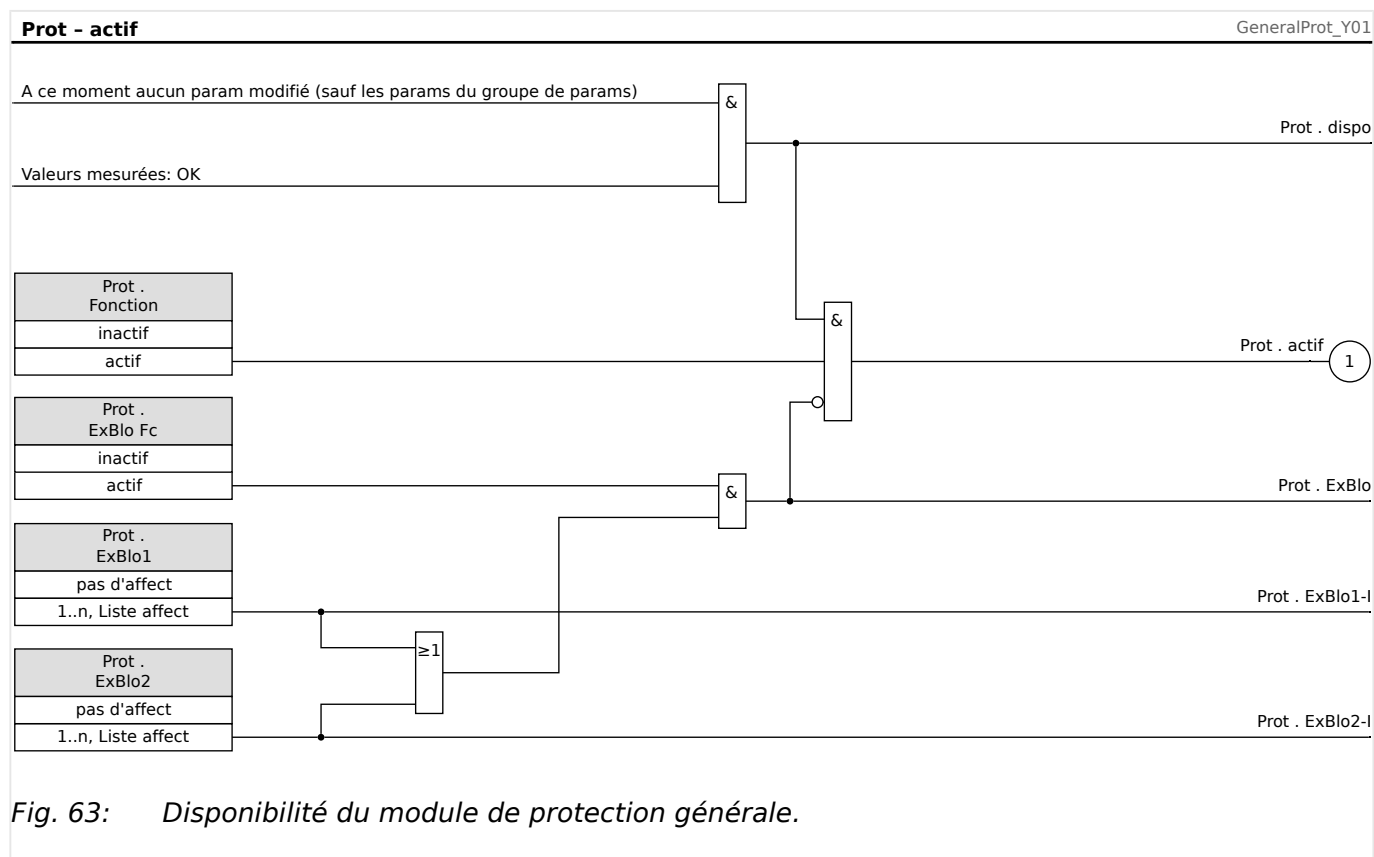 Prot – actif
GeneralProt_Y01
A ce moment aucun param modifié (sauf les params du groupe de params)
&
Prot . dispo
Valeurs mesurées: OK
Prot .
Fonction
inactif
actif
&
Prot . actif
1
Prot .
ExBlo Fc
inactif
actif
&
Prot . ExBlo
Prot .
ExBlo1
pas d'affect
1..n, Liste affect
Prot . ExBlo1-I
≥1
Prot .
ExBlo2
pas d'affect
1..n, Liste affect
Prot . ExBlo2-I
Fig. 63: Disponibilité du module de protection générale.